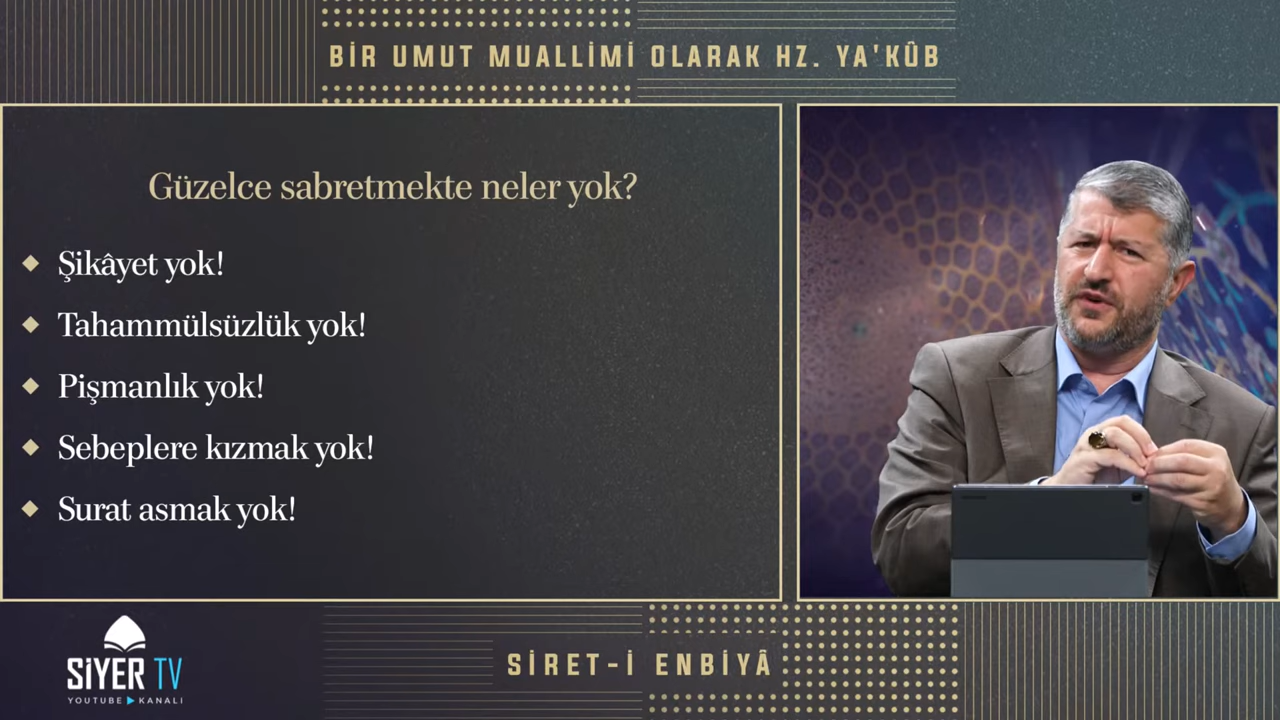 BİR UMUT MUALLİMİ OLARAK HZ. YA'KÛB
Güzelce sabretmekte neler yok?
Şikâyet yok!
Tahammülsüzlük yok!
Pişmanlık yok!
Sebeplere kızmak yok!
Surat asmak yok!
SİYER TV
YOUTUBE KANALI
SİRET-İ ENBİYÂ